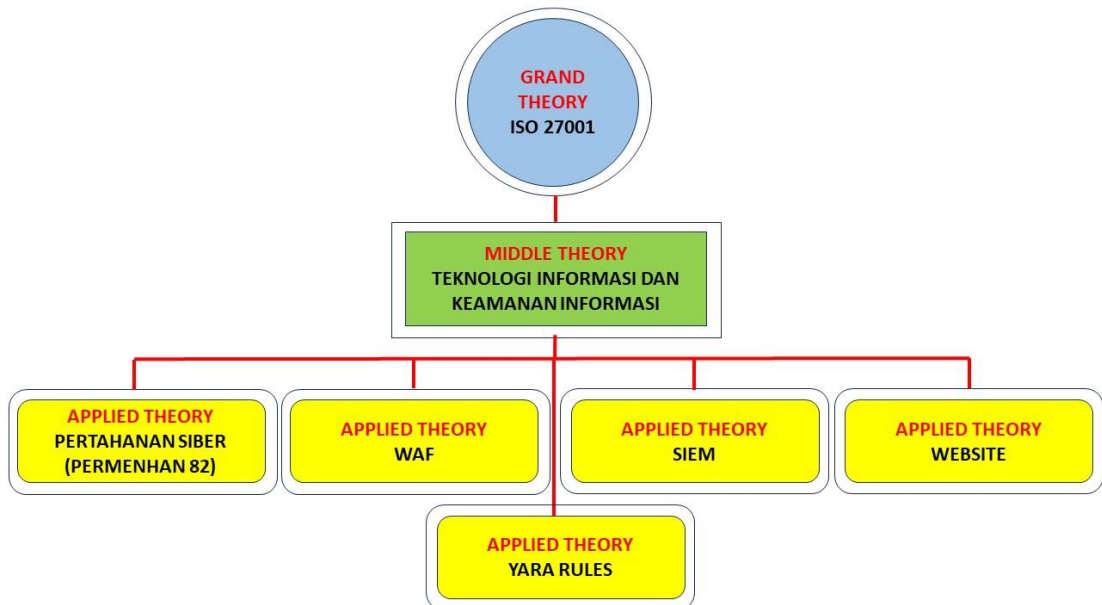 GRAND
THEORY
ISO 27001
MIDDLE THEORY
TEKNOLOGI INFORMASI DAN
KEAMANAN INFORMASI
APPLIED THEORY
PERTAHANAN SIBER
(PERMENHAN 82)
APPLIED THEORY
WAF
APPLIED THEORY
SIEM
APPLIED THEORY
WEBSITE
APPLIED THEORY
YARA RULES